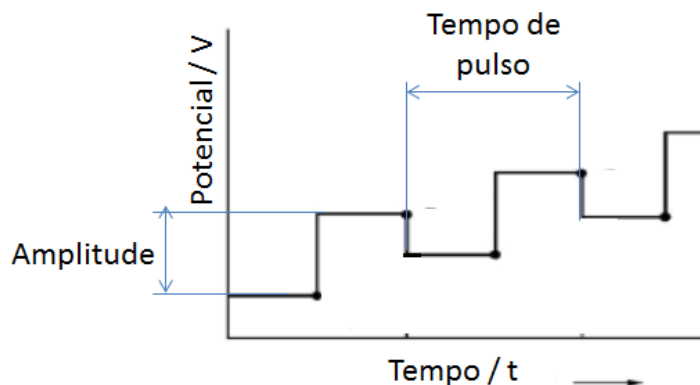 Tempo de
pulso
Potencial / V
Amplitude
Tempo / t